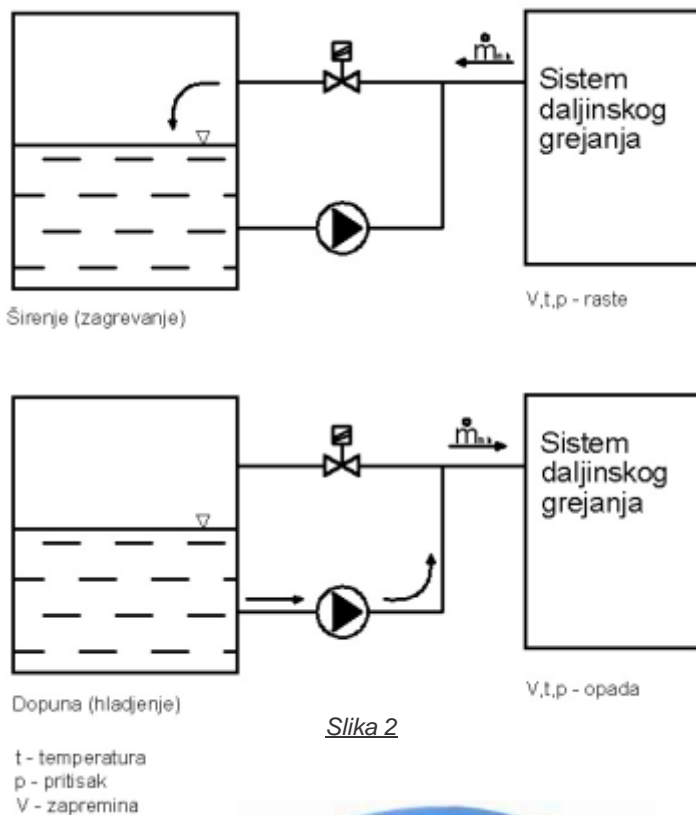 Sistem
daljinskog
grejanja
V,t,p - raste
Širenje (zagrevanje)
Sistem
daljinskog
grejanja
V,t,p - opada
Dopuna (hladjenje)
Slika 2
t - temperatura
p - pritisak
V - zapremina